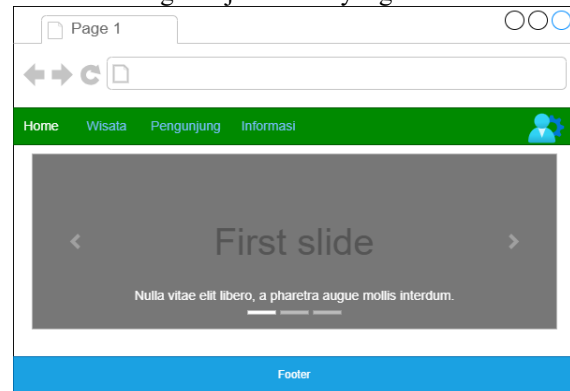 Page 1
Home Wisata Pengunjung Informasi
First slide
Nulla vitae elit libero, a pharetra augue mollis interdum.
Footer